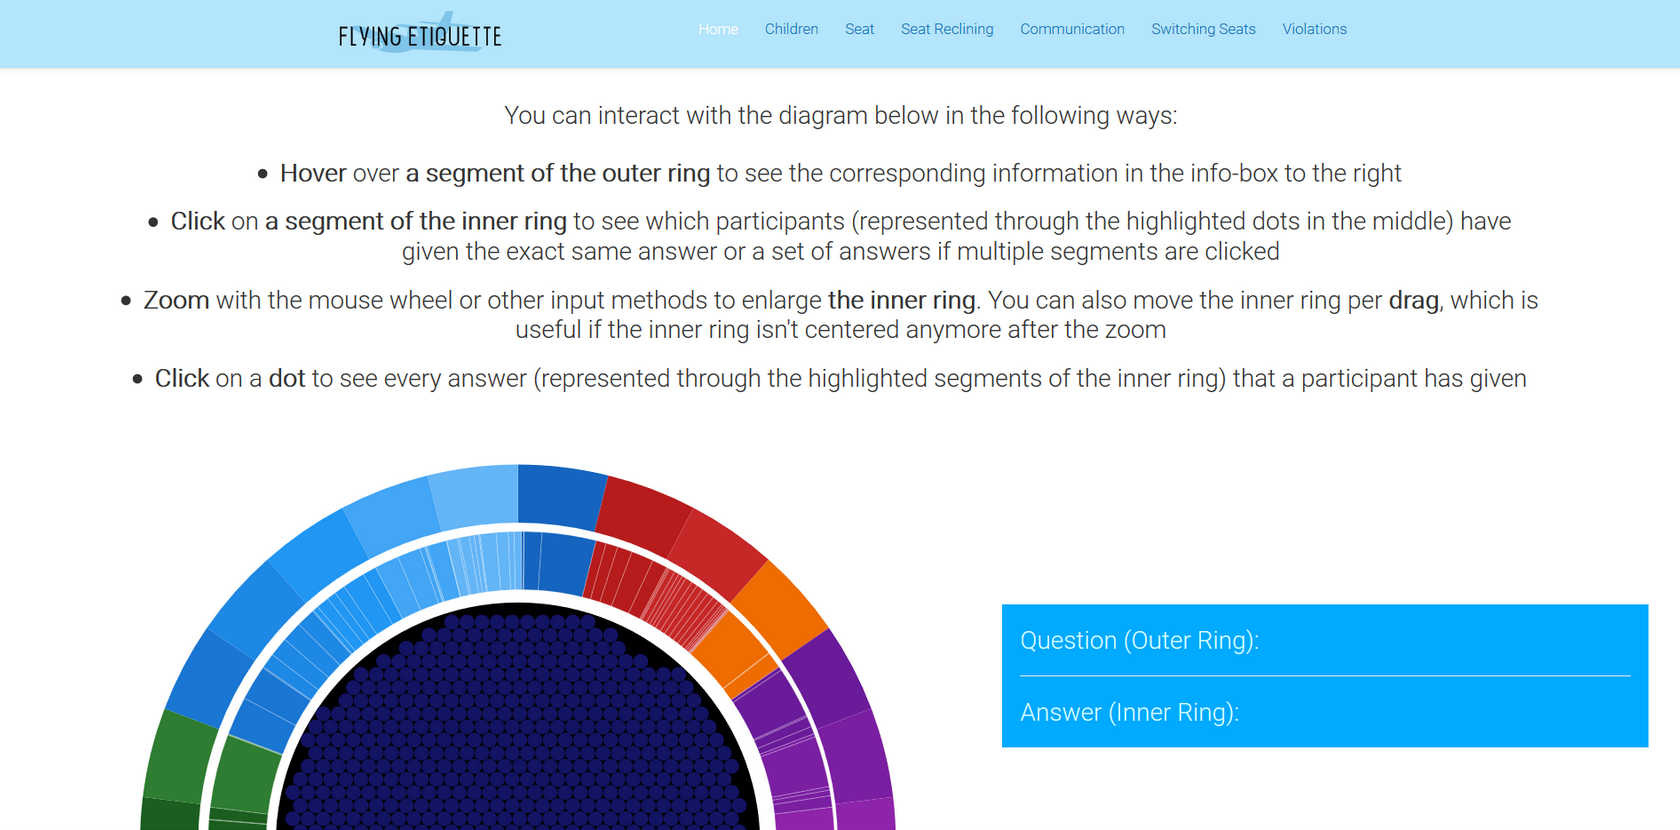 FLYING ETIQUETTE
Home Children Seat Seat Reclining Communication Switching Seats Violations
You can interact with the diagram below in the following ways:
• Hover over a segment of the outer ring to see the corresponding information in the info-box to the right
• Click on a segment of the inner ring to see which participants (represented through the highlighted dots in the middle) have
given the exact same answer or a set of answers if multiple segments are clicked
• Zoom with the mouse wheel or other input methods to enlarge the inner ring. You can also move the inner ring per drag, which is
useful if the inner ring isn't centered anymore after the zoom
• Click on a dot to see every answer (represented through the highlighted segments of the inner ring) that a participant has given
Question (Outer Ring):
Answer (Inner Ring):